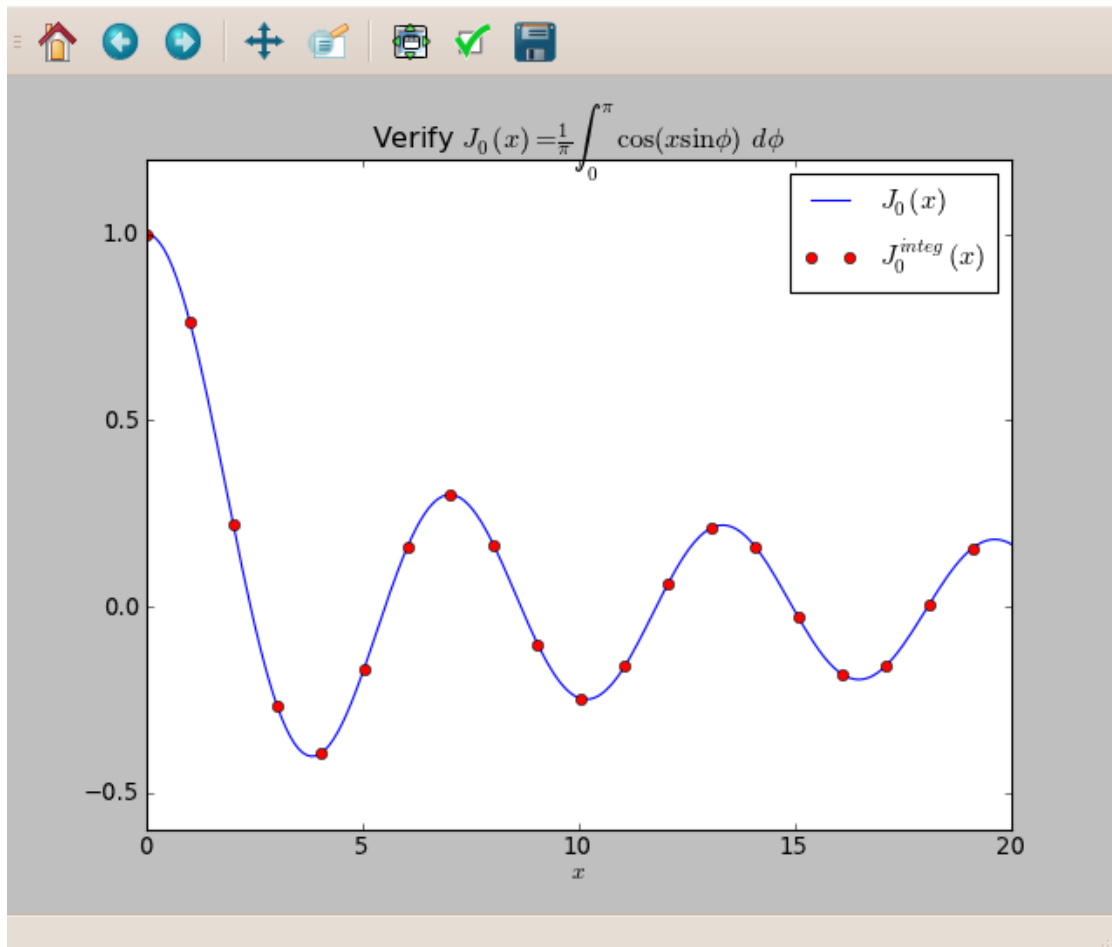 Verify J₀(x)=1/π ∫₀^π cos(x sinϕ) dϕ
J₀(x)
J₀^integ(x)
1.0
0.5
0.0
−0.5
0 5 10 15 20
x